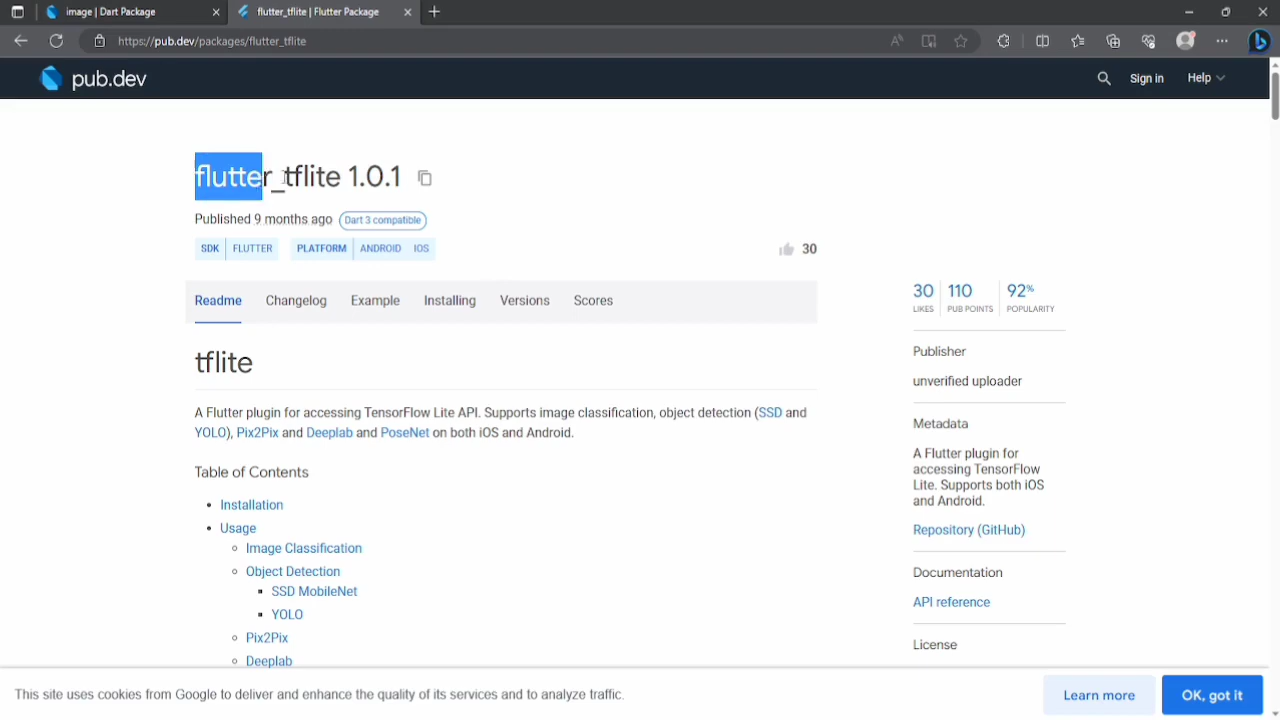 image | Dart Package
flutter_tflite | Flutter Package
https://pub.dev/packages/flutter_tflite
pub.dev
Sign in
Help
flutter_tflite 1.0.1
Published 9 months ago
Dart 3 compatible
SDK FLUTTER PLATFORM ANDROID IOS
30
Readme Changelog Example Installing Versions Scores
30 110 92%
LIKES PUB POINTS POPULARITY
tflite
A Flutter plugin for accessing TensorFlow Lite API. Supports image classification, object detection (SSD and
YOLO), Pix2Pix and Deeplab and PoseNet on both iOS and Android.
Table of Contents
Installation
Usage
Image Classification
Object Detection
SSD MobileNet
YOLO
Pix2Pix
Deeplab
Publisher
unverified uploader
Metadata
A Flutter plugin for
accessing TensorFlow
Lite. Supports both iOS
and Android.
Repository (GitHub)
Documentation
API reference
License
This site uses cookies from Google to deliver and enhance the quality of its services and to analyze traffic.
Learn more
OK, got it